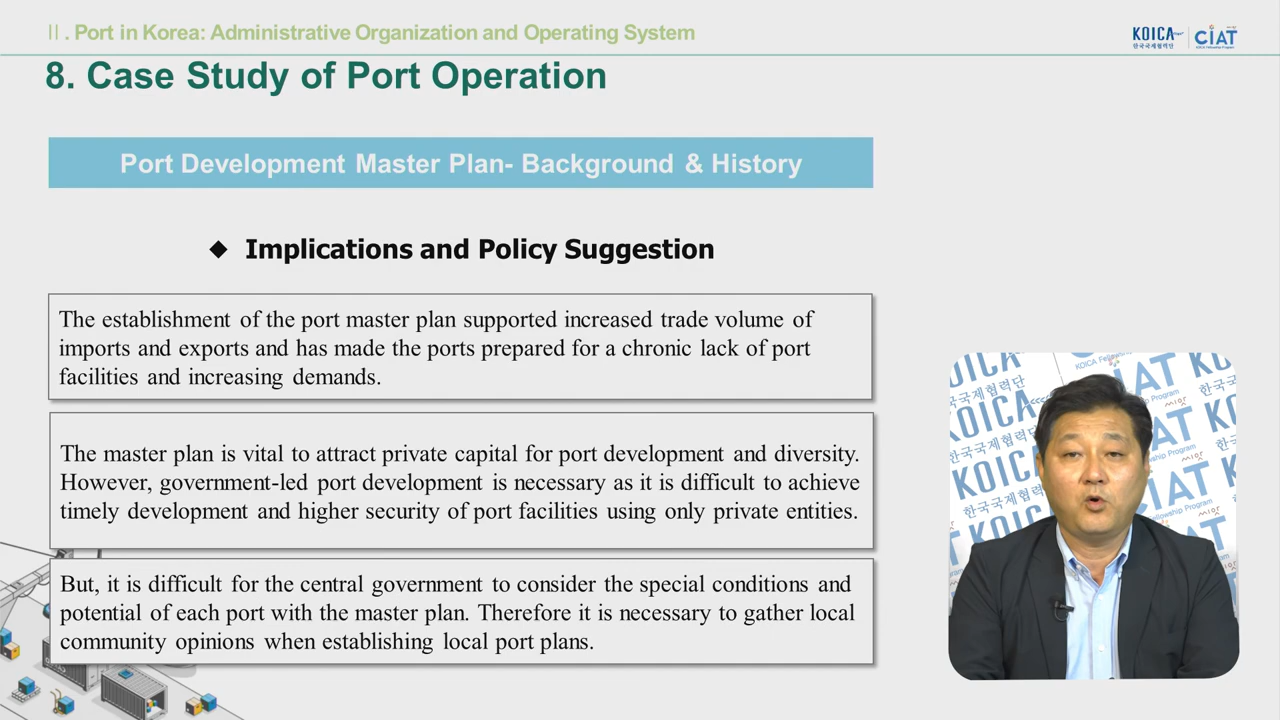 Ⅱ. Port in Korea: Administrative Organization and Operating System
KOICA
한국국제협력단
CIAT
8. Case Study of Port Operation
Port Development Master Plan- Background & History
◆ Implications and Policy Suggestion
The establishment of the port master plan supported increased trade volume of
imports and exports and has made the ports prepared for a chronic lack of port
facilities and increasing demands.
The master plan is vital to attract private capital for port development and diversity.
However, government-led port development is necessary as it is difficult to achieve
timely development and higher security of port facilities using only private entities.
But, it is difficult for the central government to consider the special conditions and
potential of each port with the master plan. Therefore it is necessary to gather local
community opinions when establishing local port plans.
KOICA
한국국제협력단
CIAT